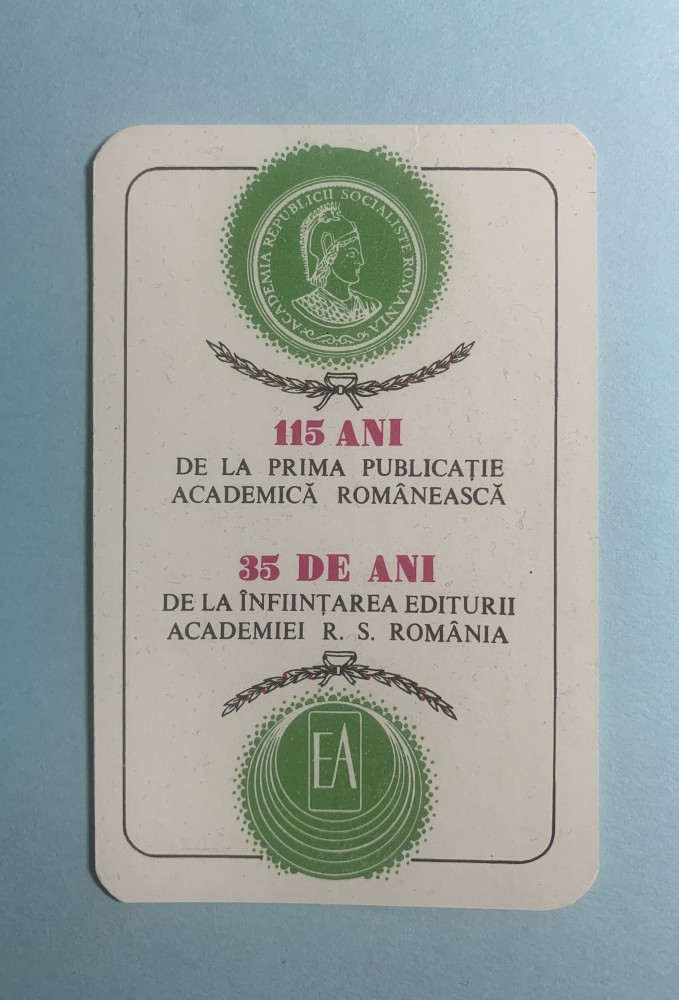 ACADEMIA REPUBLICII SOCIALISTE ROMANIA
115 ANI
DE LA PRIMA PUBLICAȚIE
ACADEMICĂ ROMÂNEASCĂ
35 DE ANI
DE LA ÎNFIINȚAREA EDITURII
ACADEMIEI R. S. ROMÂNIA
EA